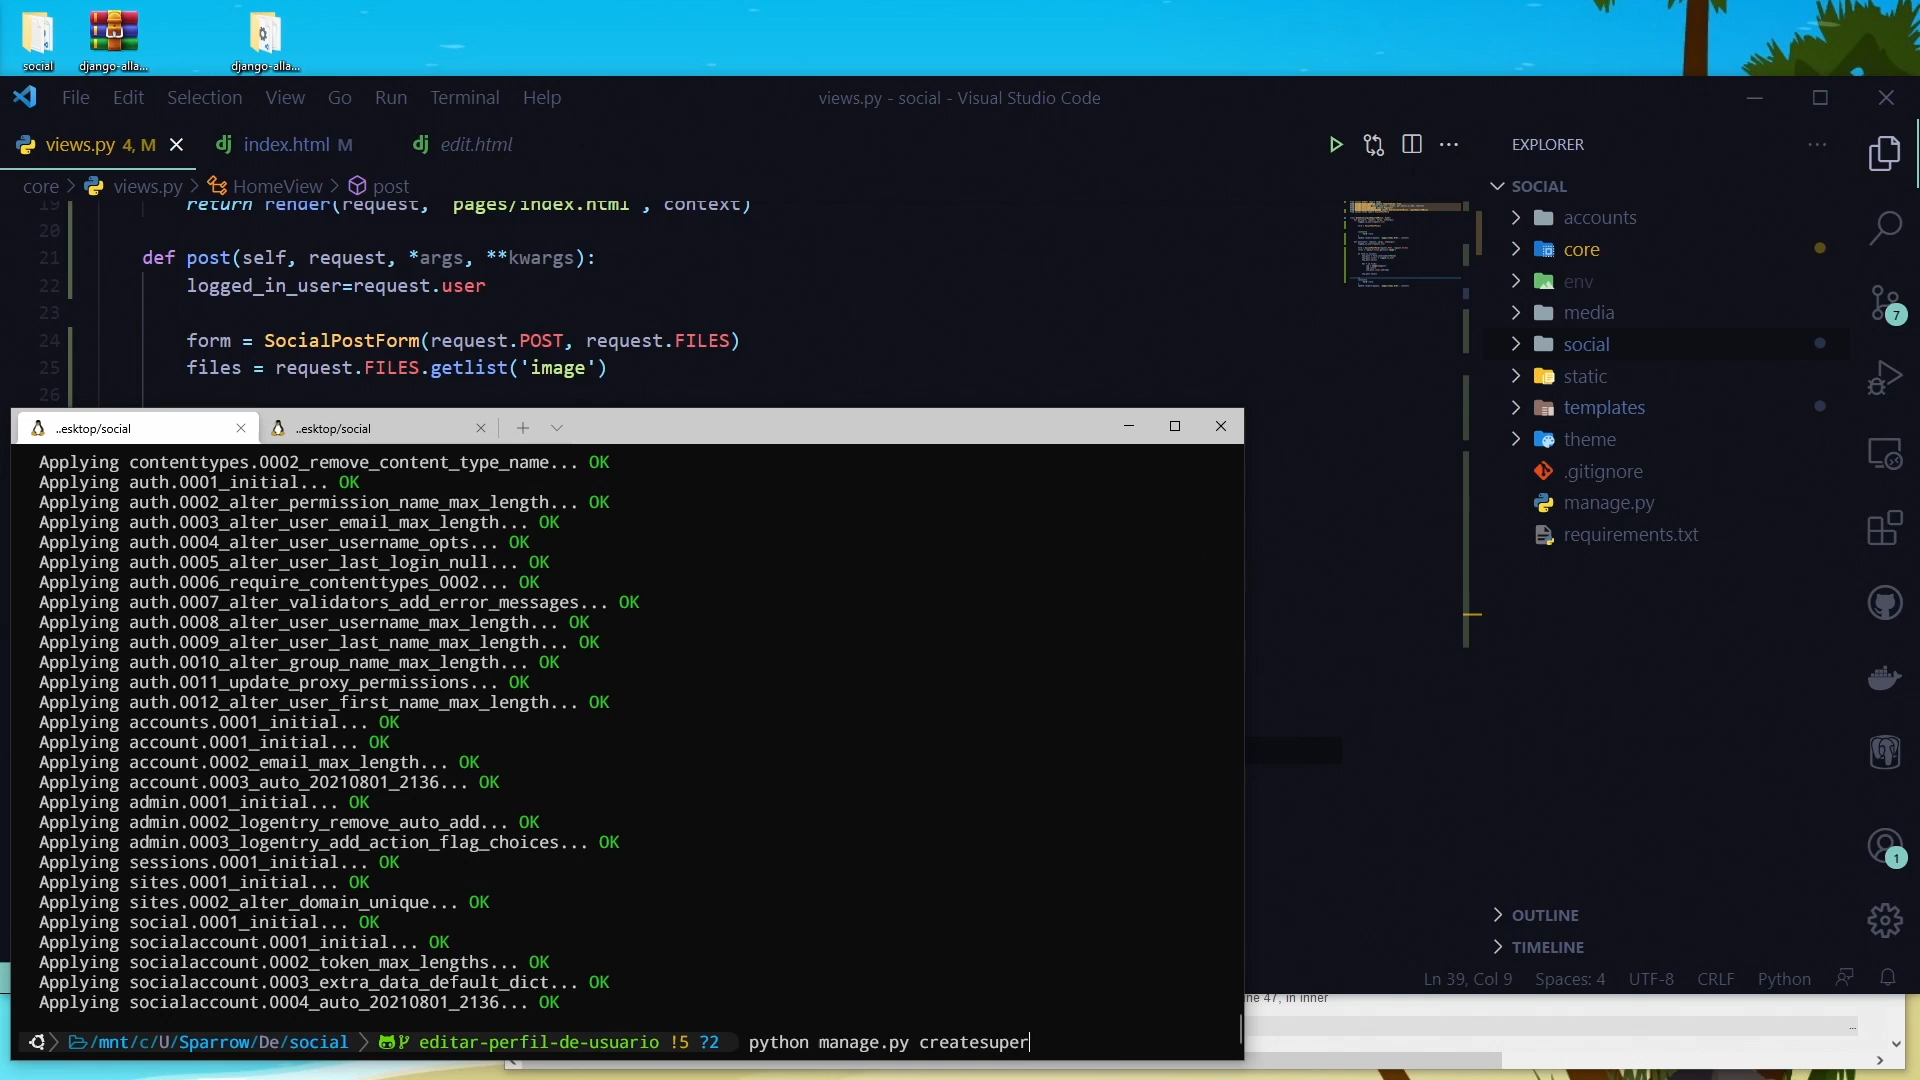 social
django-alla...
django-alla...
File Edit Selection View Go Run Terminal Help
views.py - social - Visual Studio Code
views.py 4, M
index.html M
edit.html
core > views.py > HomeView > post
19 return render(request, 'pages/index.html', context)
20
21 def post(self, request, *args, **kwargs):
22 logged_in_user=request.user
23
24 form = SocialPostForm(request.POST, request.FILES)
25 files = request.FILES.getlist('image')
26
EXPLORER
SOCIAL
accounts
core
env
media
social
static
templates
theme
.gitignore
manage.py
requirements.txt
OUTLINE
TIMELINE
7
1
Ln 39, Col 9 Spaces: 4 UTF-8 CRLF Python
..esktop/social
..esktop/social
Applying contenttypes.0002_remove_content_type_name... OK
Applying auth.0001_initial... OK
Applying auth.0002_alter_permission_name_max_length... OK
Applying auth.0003_alter_user_email_max_length... OK
Applying auth.0004_alter_user_username_opts... OK
Applying auth.0005_alter_user_last_login_null... OK
Applying auth.0006_require_contenttypes_0002... OK
Applying auth.0007_alter_validators_add_error_messages... OK
Applying auth.0008_alter_user_username_max_length... OK
Applying auth.0009_alter_user_last_name_max_length... OK
Applying auth.0010_alter_group_name_max_length... OK
Applying auth.0011_update_proxy_permissions... OK
Applying auth.0012_alter_user_first_name_max_length... OK
Applying accounts.0001_initial... OK
Applying account.0001_initial... OK
Applying account.0002_email_max_length... OK
Applying account.0003_auto_20210801_2136... OK
Applying admin.0001_initial... OK
Applying admin.0002_logentry_remove_auto_add... OK
Applying admin.0003_logentry_add_action_flag_choices... OK
Applying sessions.0001_initial... OK
Applying sites.0001_initial... OK
Applying sites.0002_alter_domain_unique... OK
Applying social.0001_initial... OK
Applying socialaccount.0001_initial... OK
Applying socialaccount.0002_token_max_lengths... OK
Applying socialaccount.0003_extra_data_default_dict... OK
Applying socialaccount.0004_auto_20210801_2136... OK
/mnt/c/U/Sparrow/De/social editar-perfil-de-usuario !5 ?2 python manage.py createsuper
47, in inner
...